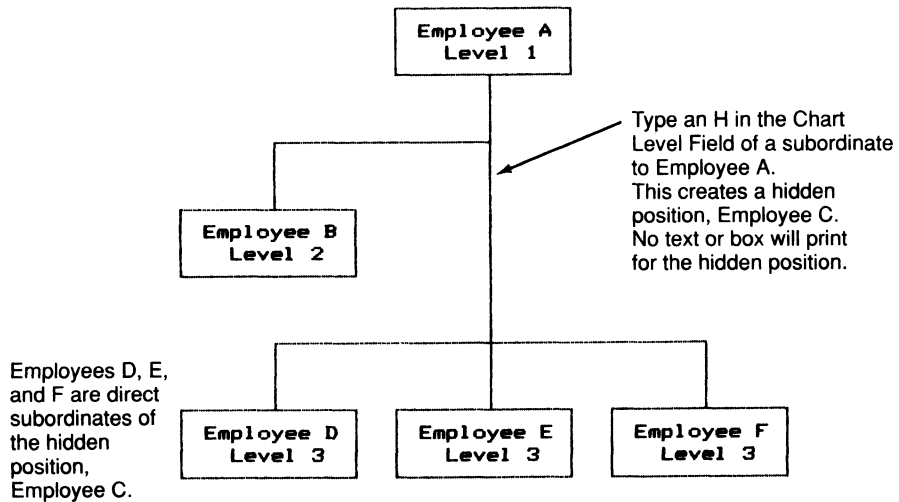 Employee A
Level 1
Type an H in the Chart
Level Field of a subordinate
to Employee A.
This creates a hidden
position, Employee C.
No text or box will print
for the hidden position.
Employee B
Level 2
Employees D, E,
and F are direct
subordinates of
the hidden
position,
Employee C.
Employee D
Level 3
Employee E
Level 3
Employee F
Level 3